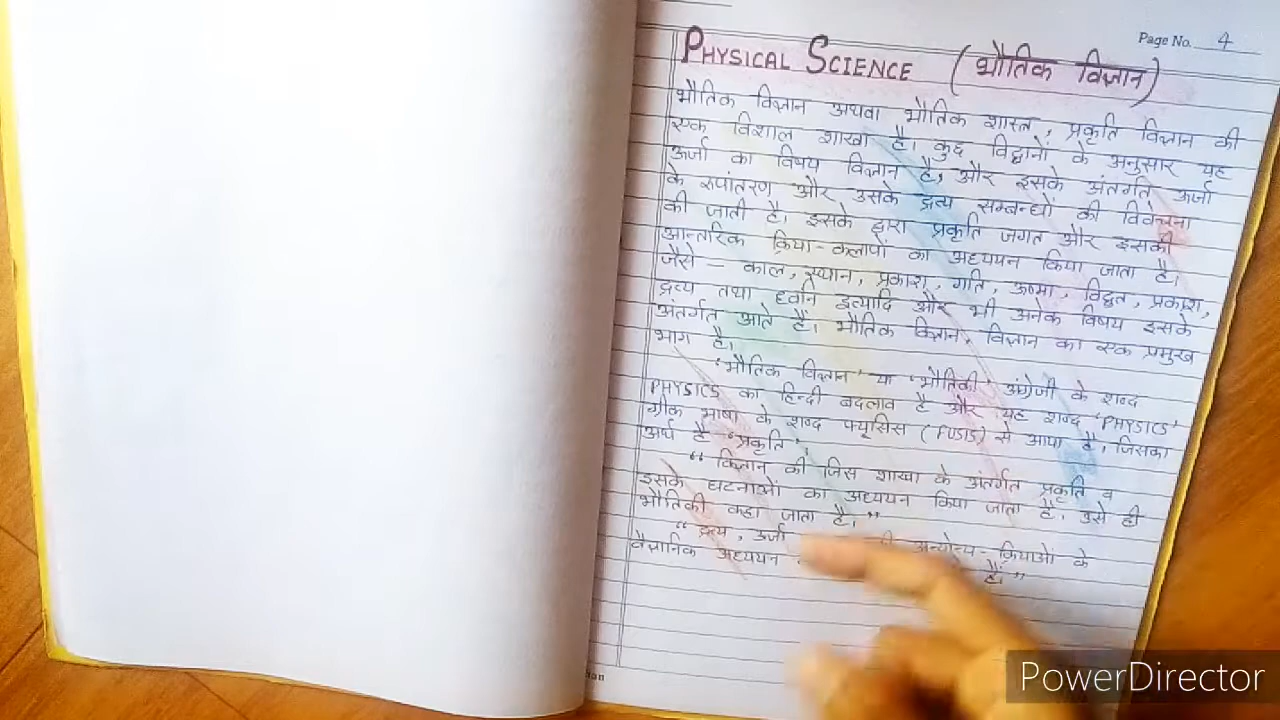 Page No. 4
PHYSICAL SCIENCE (भौतिक विज्ञान)
भौतिक विज्ञान अथवा भौतिक शास्त्र, प्रकृति विज्ञान की
एक विशाल शाखा है। कुछ विद्वानों के अनुसार यह
ऊर्जा का विषय विज्ञान है, और इसके अंतर्गत ऊर्जा
के रूपांतरण और उसके द्रव्य सम्बन्धों की विवेचना
की जाती है। इसके द्वारा प्रकृति जगत और इसकी
आन्तरिक क्रिया-कलापों का अध्ययन किया जाता है।
जैसे - काल, स्थान, प्रकाश, गति, ऊष्मा, विद्युत, प्रकाश,
द्रव्य तथा ध्वनि इत्यादि और भी अनेक विषय इसके
अंतर्गत आते हैं। भौतिक विज्ञान, विज्ञान का एक प्रमुख
भाग है।
'भौतिक विज्ञान' या 'भौतिकी' अंग्रेजी के शब्द
PHYSICS का हिन्दी बदलाव है और यह शब्द 'PHYSICS'
ग्रीक भाषा के शब्द फ्यूसिस (FUSIS) से आया है, जिसका
अर्थ है 'प्रकृति'
“ विज्ञान की जिस शाखा के अंतर्गत प्रकृति व
इसके घटनाओं का अध्ययन किया जाता है, उसे ही
भौतिकी कहा जाता है।”
“ द्रव्य, ऊर्जा अन्योन्य-क्रियाओं के
वैज्ञानिक अध्ययन है।”
PowerDirector